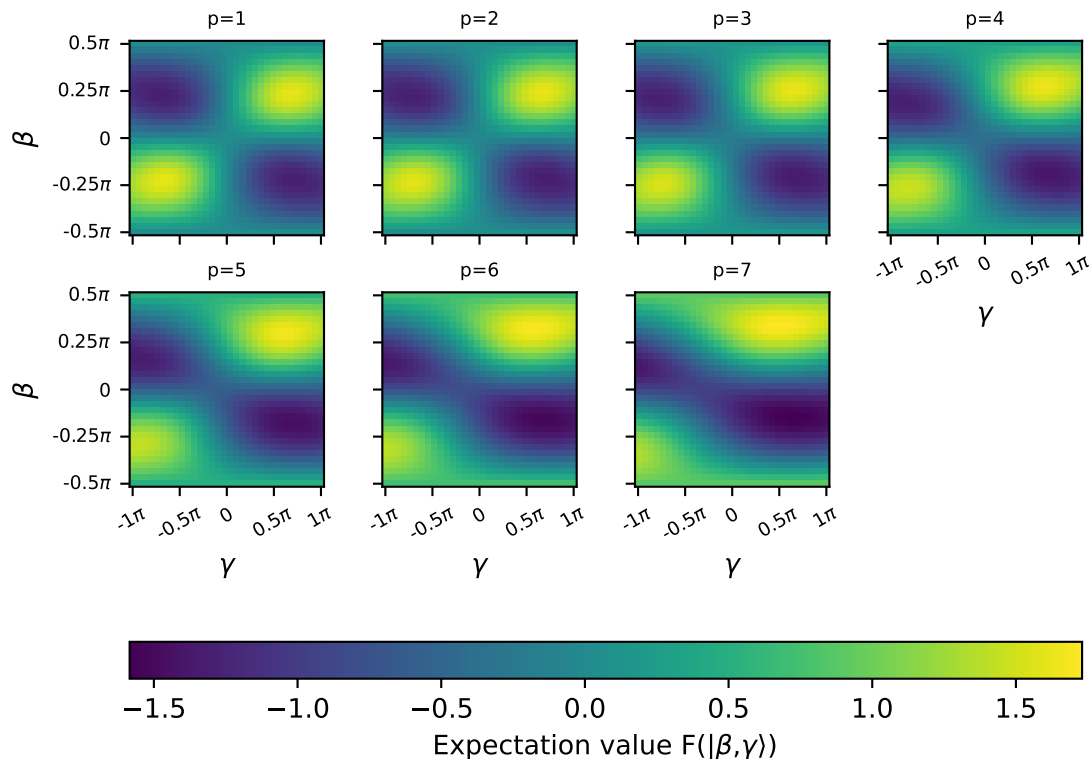 p=1 p=2 p=3 p=4
0.5π
0.25π
0
-0.25π
-0.5π
β
-1π -0.5π 0 0.5π 1π
γ
p=5 p=6 p=7
0.5π
0.25π
0
-0.25π
-0.5π
β
-1π -0.5π 0 0.5π 1π -1π -0.5π 0 0.5π 1π -1π -0.5π 0 0.5π 1π
γ γ γ
−1.5 −1.0 −0.5 0.0 0.5 1.0 1.5
Expectation value F(|β,γ⟩)